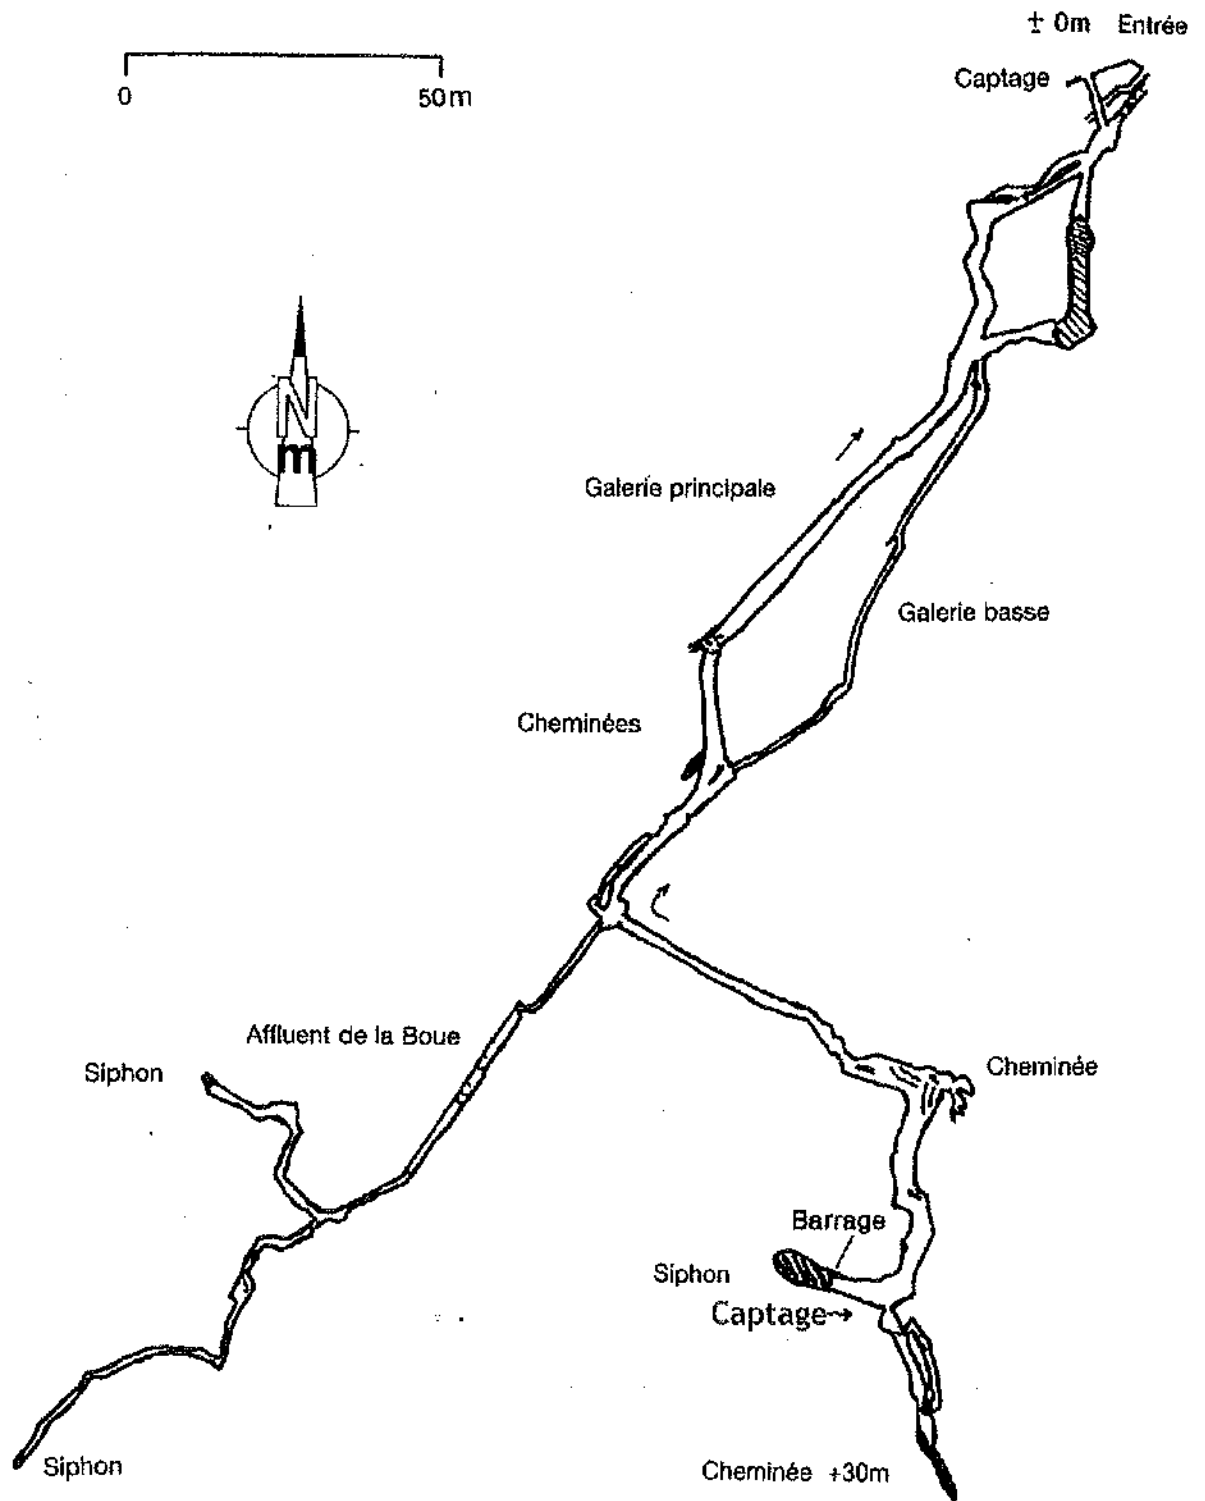 ± 0m Entrée
Captage
0
50m
N
m
Galerie principale
Galerie basse
Cheminées
Affluent de la Boue
Siphon
Cheminée
Barrage
Siphon
Captage
Siphon
Cheminée +30m